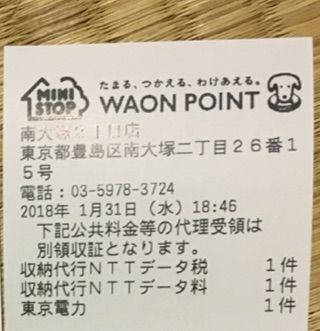 MINI
STOP
たまる、つかえる、わけあえる。
WAON POINT
南大塚2丁目店
東京都豊島区南大塚二丁目26番1
5号
電話：03-5978-3724
2018年 1月31日（水）18:46
下記公共料金等の代理受領は
別領収証となります。
収納代行NTTデータ税 1件
収納代行NTTデータ料 1件
東京電力 1件